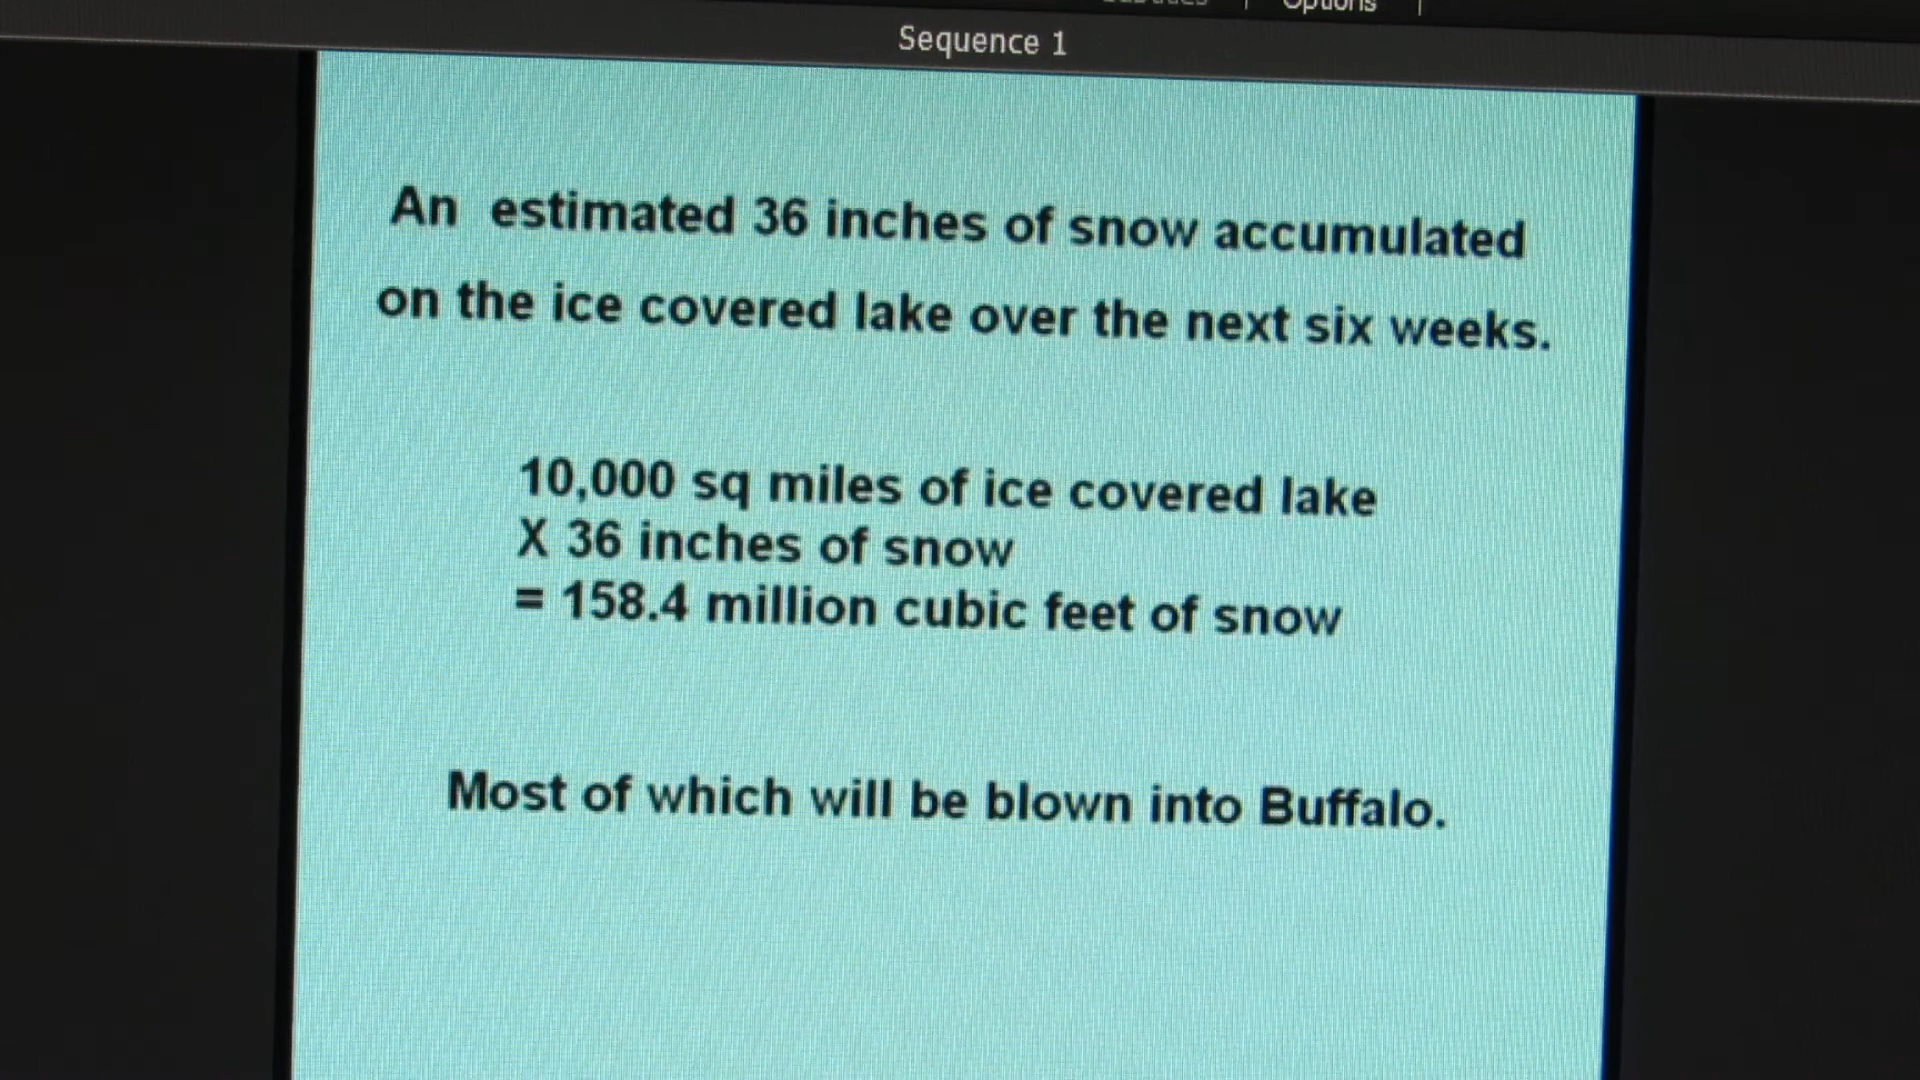 Options
Sequence 1
An estimated 36 inches of snow accumulated
on the ice covered lake over the next six weeks.
10,000 sq miles of ice covered lake
X 36 inches of snow
= 158.4 million cubic feet of snow
Most of which will be blown into Buffalo.